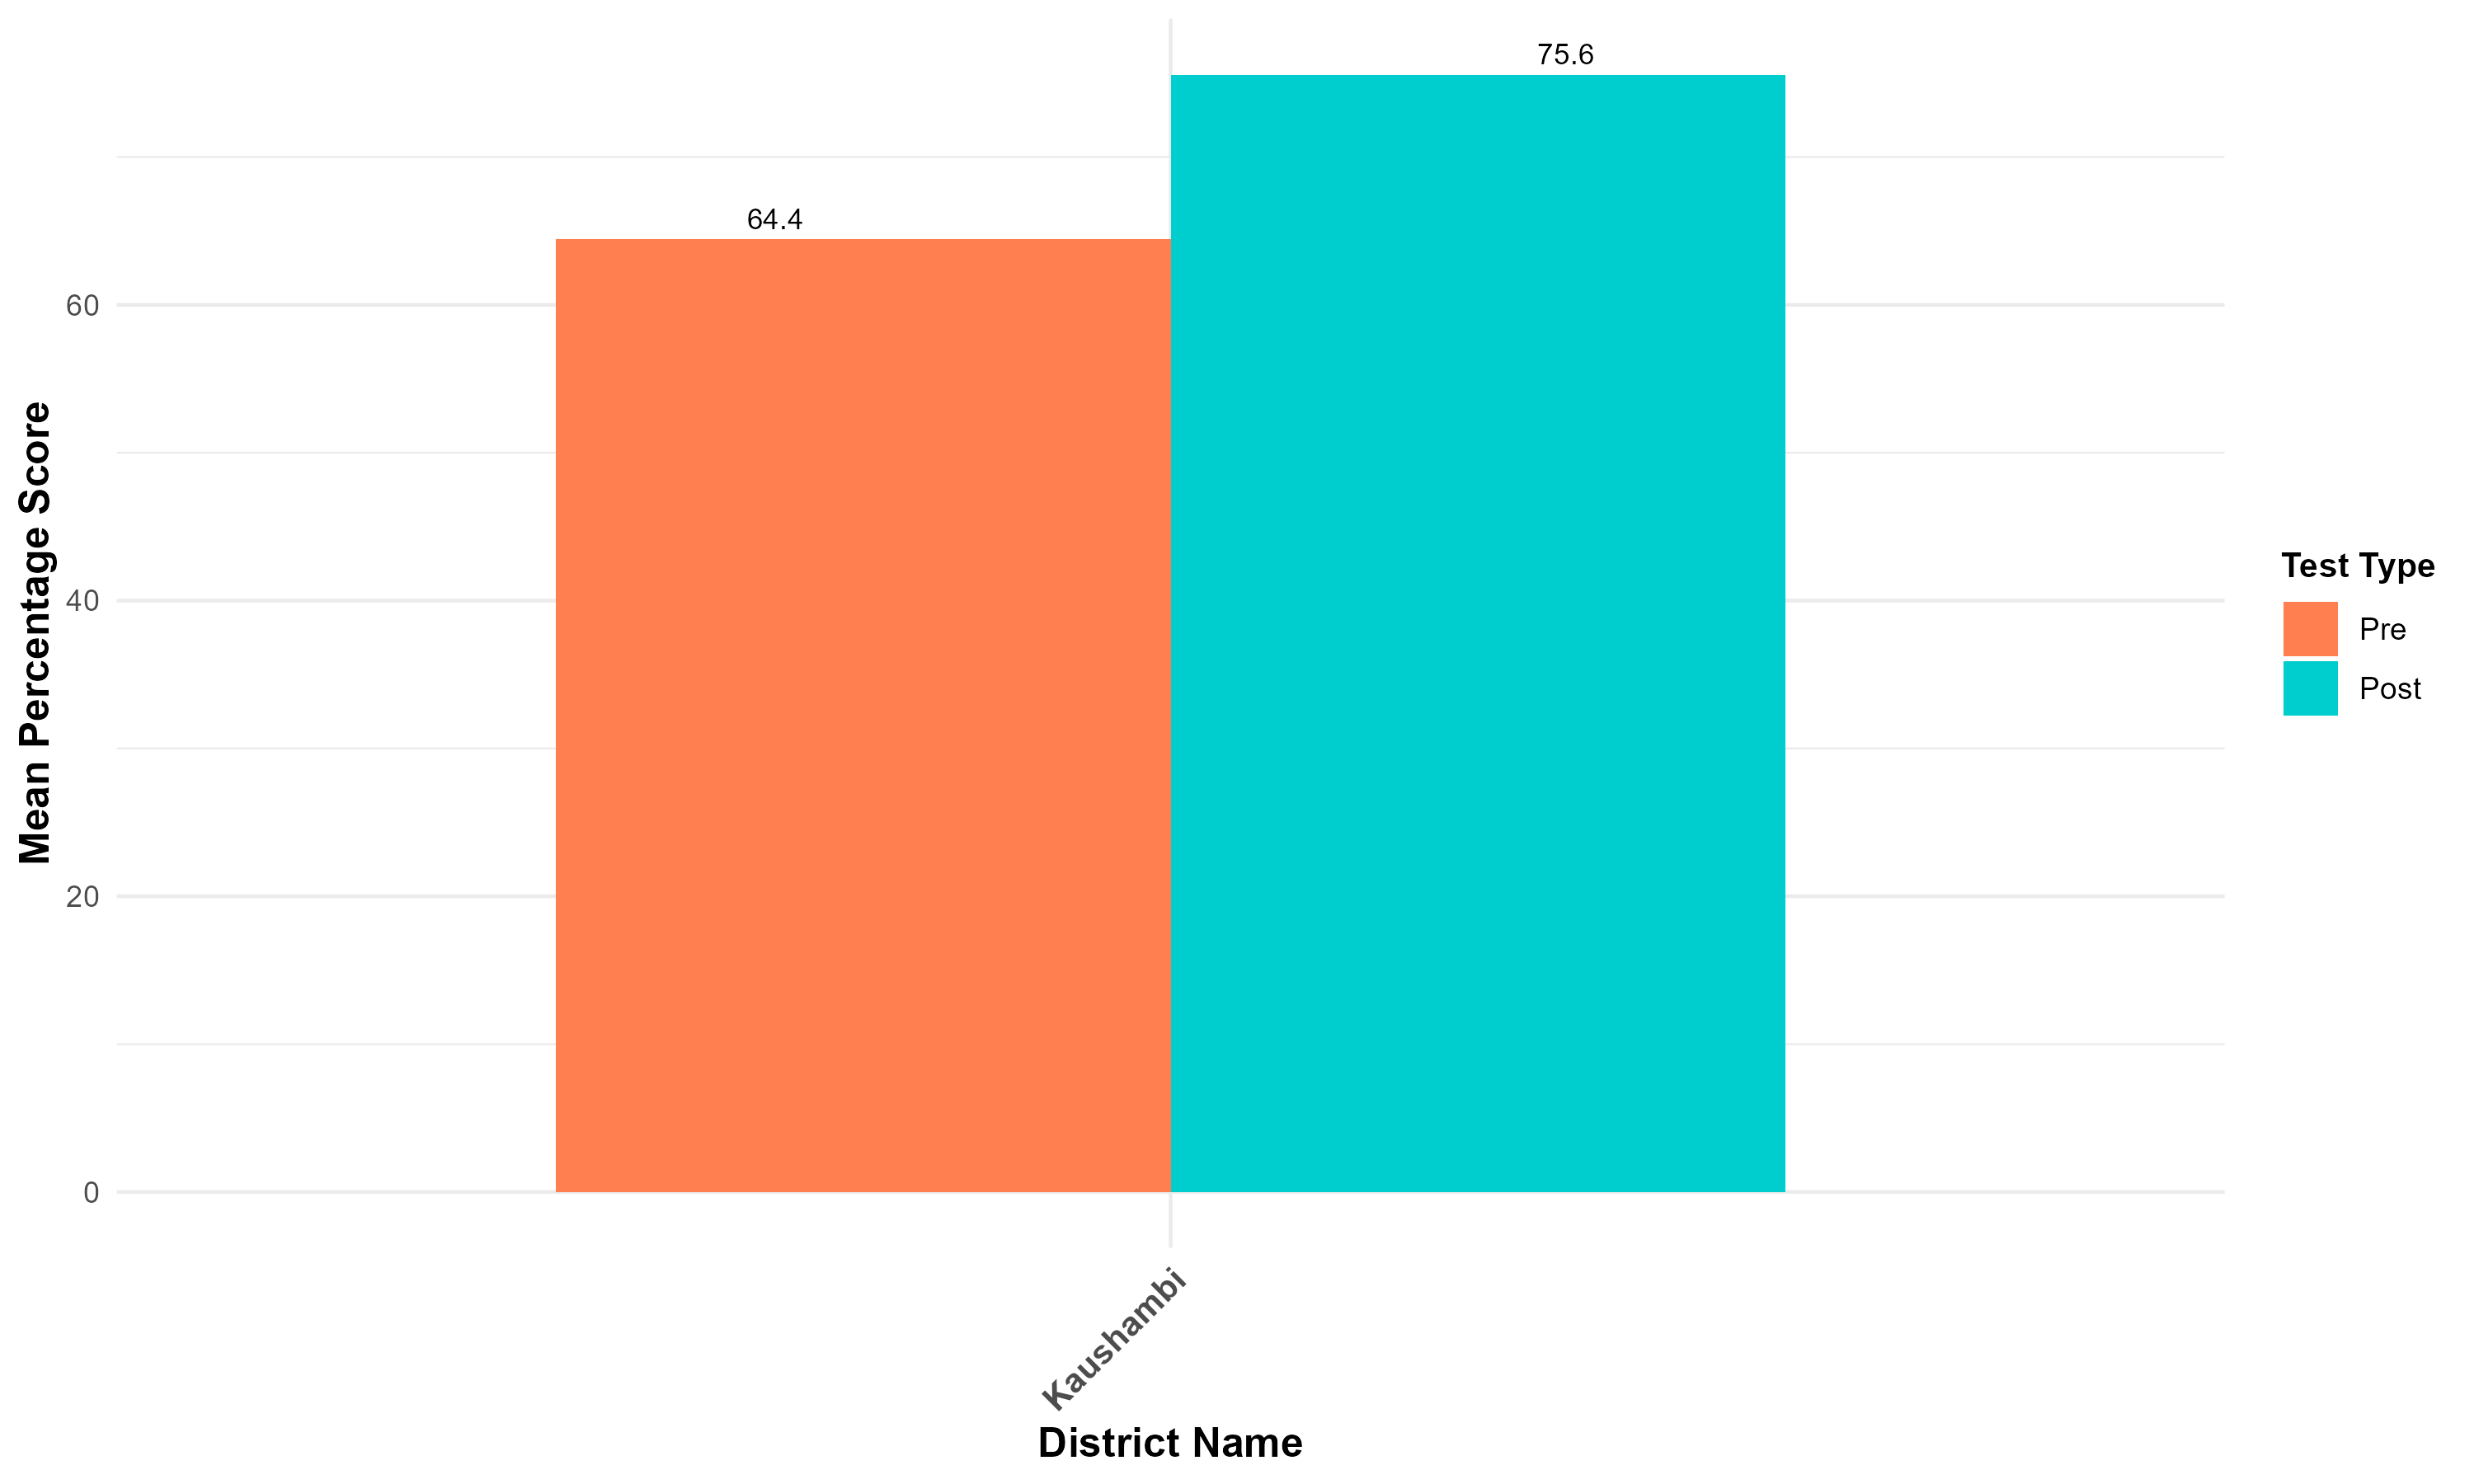 75.6
64.4
60
40
20
0
Mean Percentage Score
Kaushambi
District Name
Test Type
Pre
Post